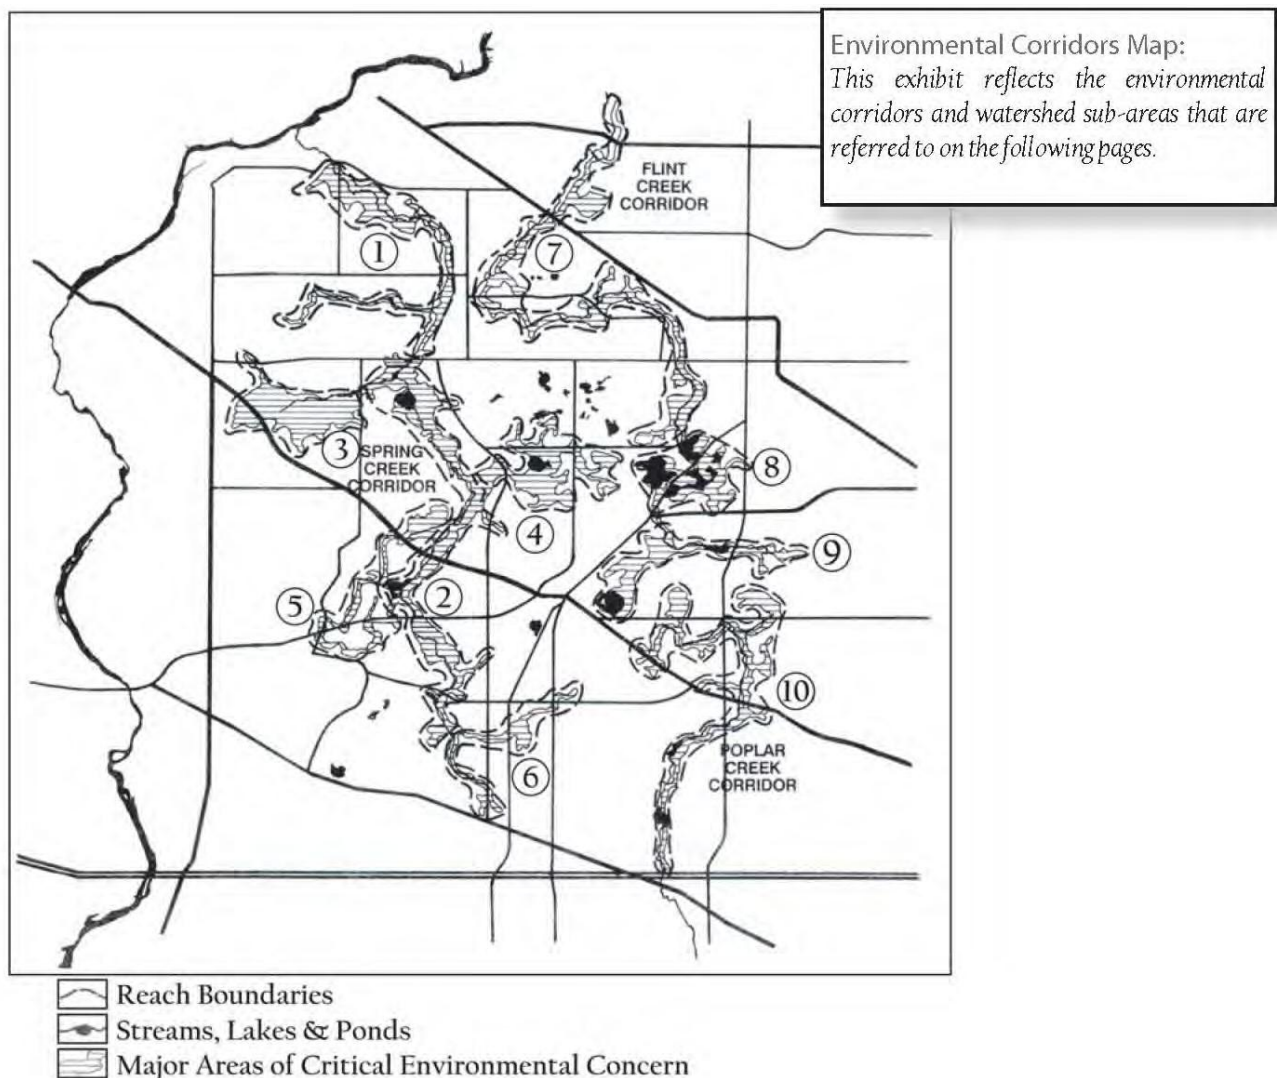 Environmental Corridors Map:
This exhibit reflects the environmental
corridors and watershed sub-areas that are
referred to on the following pages.
FLINT
CREEK
CORRIDOR
1
7
3
SPRING
CREEK
CORRIDOR
8
4
9
5
2
10
POPLAR
CREEK
CORRIDOR
6
Reach Boundaries
Streams, Lakes & Ponds
Major Areas of Critical Environmental Concern